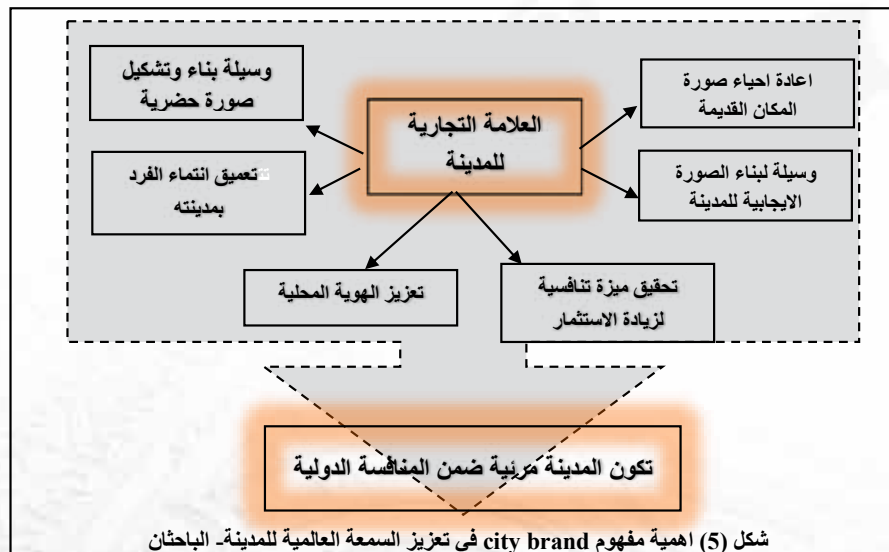 اعادة احياء صورة
المكان القديمة
العلامة التجارية
للمدينة
وسيلة بناء وتشكيل
صورة حضرية
وسيلة لبناء الصورة
الايجابية للمدينة
تعميق انتماء الفرد
بمدينته
تحقيق ميزة تنافسية
لزيادة الاستثمار
تعزيز الهوية المحلية
تكون المدينة مرئية ضمن المنافسة الدولية
شكل (5) اهمية مفهوم city brand في تعزيز السمعة العالمية للمدينة- الباحثان